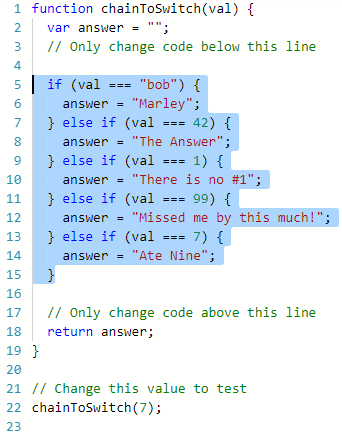 1 function chainToSwitch(val) {
2   var answer = "";
3   // Only change code below this line
4
5   if (val === "bob") {
6     answer = "Marley";
7   } else if (val === 42) {
8     answer = "The Answer";
9   } else if (val === 1) {
10     answer = "There is no #1";
11   } else if (val === 99) {
12     answer = "Missed me by this much!";
13   } else if (val === 7) {
14     answer = "Ate Nine";
15   }
16
17   // Only change code above this line
18   return answer;
19 }
20
21 // Change this value to test
22 chainToSwitch(7);
23